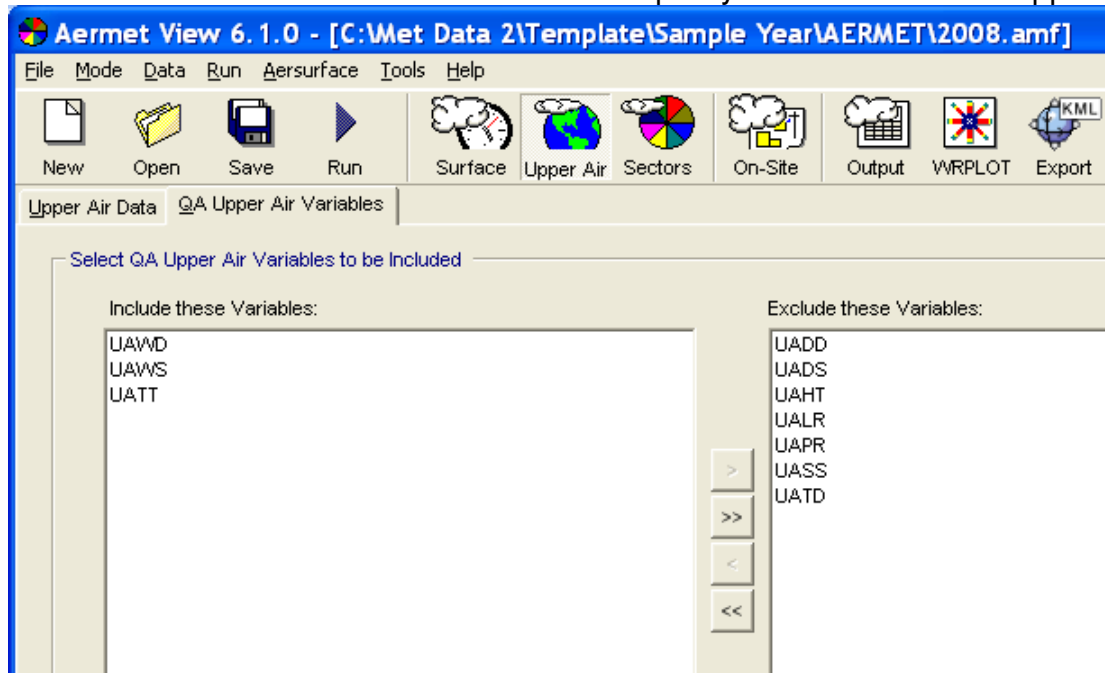 Aermet View 6.1.0 - [C:\Met Data 2\Template\Sample Year\AERMET\2008.amf]
File Mode Data Run Aersurface Tools Help
KML
New Open Save Run Surface Upper Air Sectors On-Site Output WRPLOT Export
Upper Air Data QA Upper Air Variables
Select QA Upper Air Variables to be Included
Include these Variables:
UAWD
UAWS
UATT
>
>>
<
<<
Exclude these Variables:
UADD
UADS
UAHT
UALR
UAPR
UASS
UATD